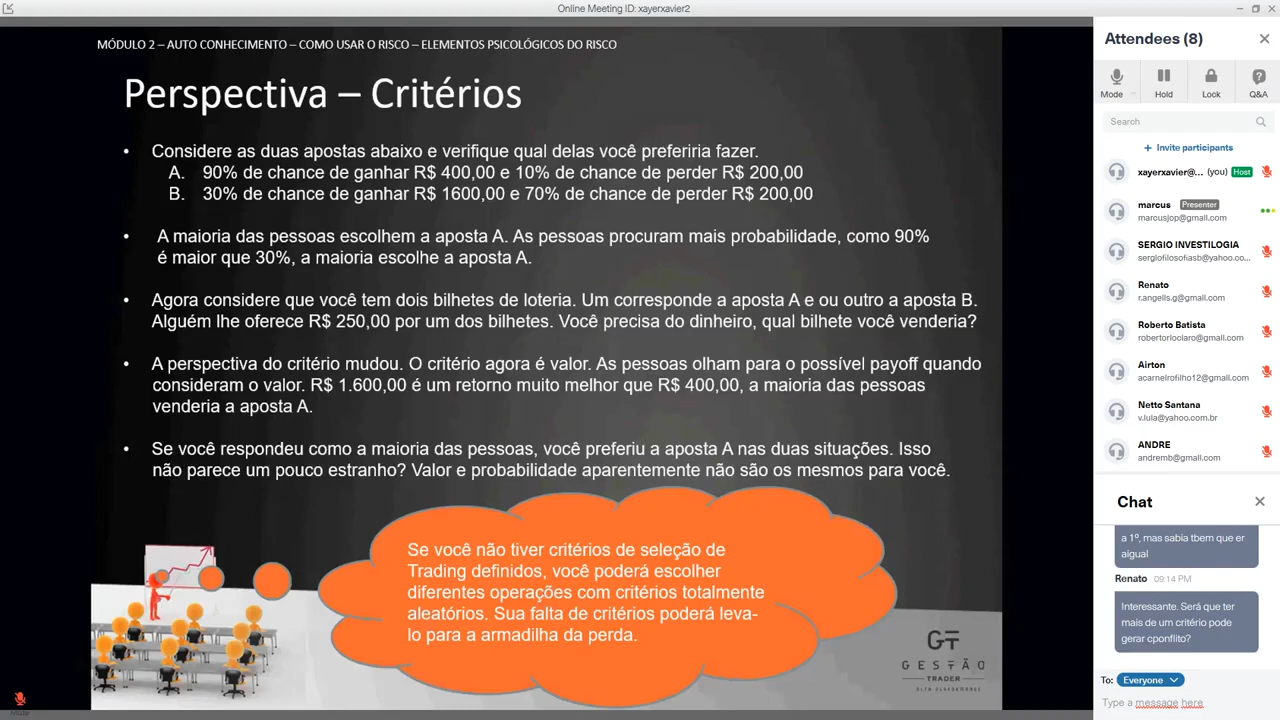 Online Meeting ID: xayerxavier2
MÓDULO 2 – AUTO CONHECIMENTO – COMO USAR O RISCO – ELEMENTOS PSICOLÓGICOS DO RISCO
Perspectiva – Critérios
• Considere as duas apostas abaixo e verifique qual delas você preferiria fazer.
A. 90% de chance de ganhar R$ 400,00 e 10% de chance de perder R$ 200,00
B. 30% de chance de ganhar R$ 1600,00 e 70% de chance de perder R$ 200,00
• A maioria das pessoas escolhem a aposta A. As pessoas procuram mais probabilidade, como 90%
é maior que 30%, a maioria escolhe a aposta A.
• Agora considere que você tem dois bilhetes de loteria. Um corresponde a aposta A e ou outro a aposta B.
Alguém lhe oferece R$ 250,00 por um dos bilhetes. Você precisa do dinheiro, qual bilhete você venderia?
• A perspectiva do critério mudou. O critério agora é valor. As pessoas olham para o possível payoff quando
consideram o valor. R$ 1.600,00 é um retorno muito melhor que R$ 400,00, a maioria das pessoas
venderia a aposta A.
• Se você respondeu como a maioria das pessoas, você preferiu a aposta A nas duas situações. Isso
não parece um pouco estranho? Valor e probabilidade aparentemente não são os mesmos para você.
Se você não tiver critérios de seleção de
Trading definidos, você poderá escolher
diferentes operações com critérios totalmente
aleatórios. Sua falta de critérios poderá leva-
lo para a armadilha da perda.
GT
GESTÃO
TRADER
Mute
Attendees (8)
Mode
Hold
Lock
Q&A
Search
+ Invite participants
xayerxavier@... (you) Host
marcus Presenter
marcusjop@gmail.com
SERGIO INVESTILOGIA
sergiofilosofiasb@yahoo.co...
Renato
r.angells.g@gmail.com
Roberto Batista
robertorloclaro@gmail.com
Airton
acarneirofilho12@gmail.com
Netto Santana
v.lula@yahoo.com.br
ANDRE
andremb@gmail.com
Chat
a 1º, mas sabia tbem que er
aigual
Renato 09:14 PM
Interessante. Será que ter
mais de um critério pode
gerar cponflito?
To: Everyone
Type a message here